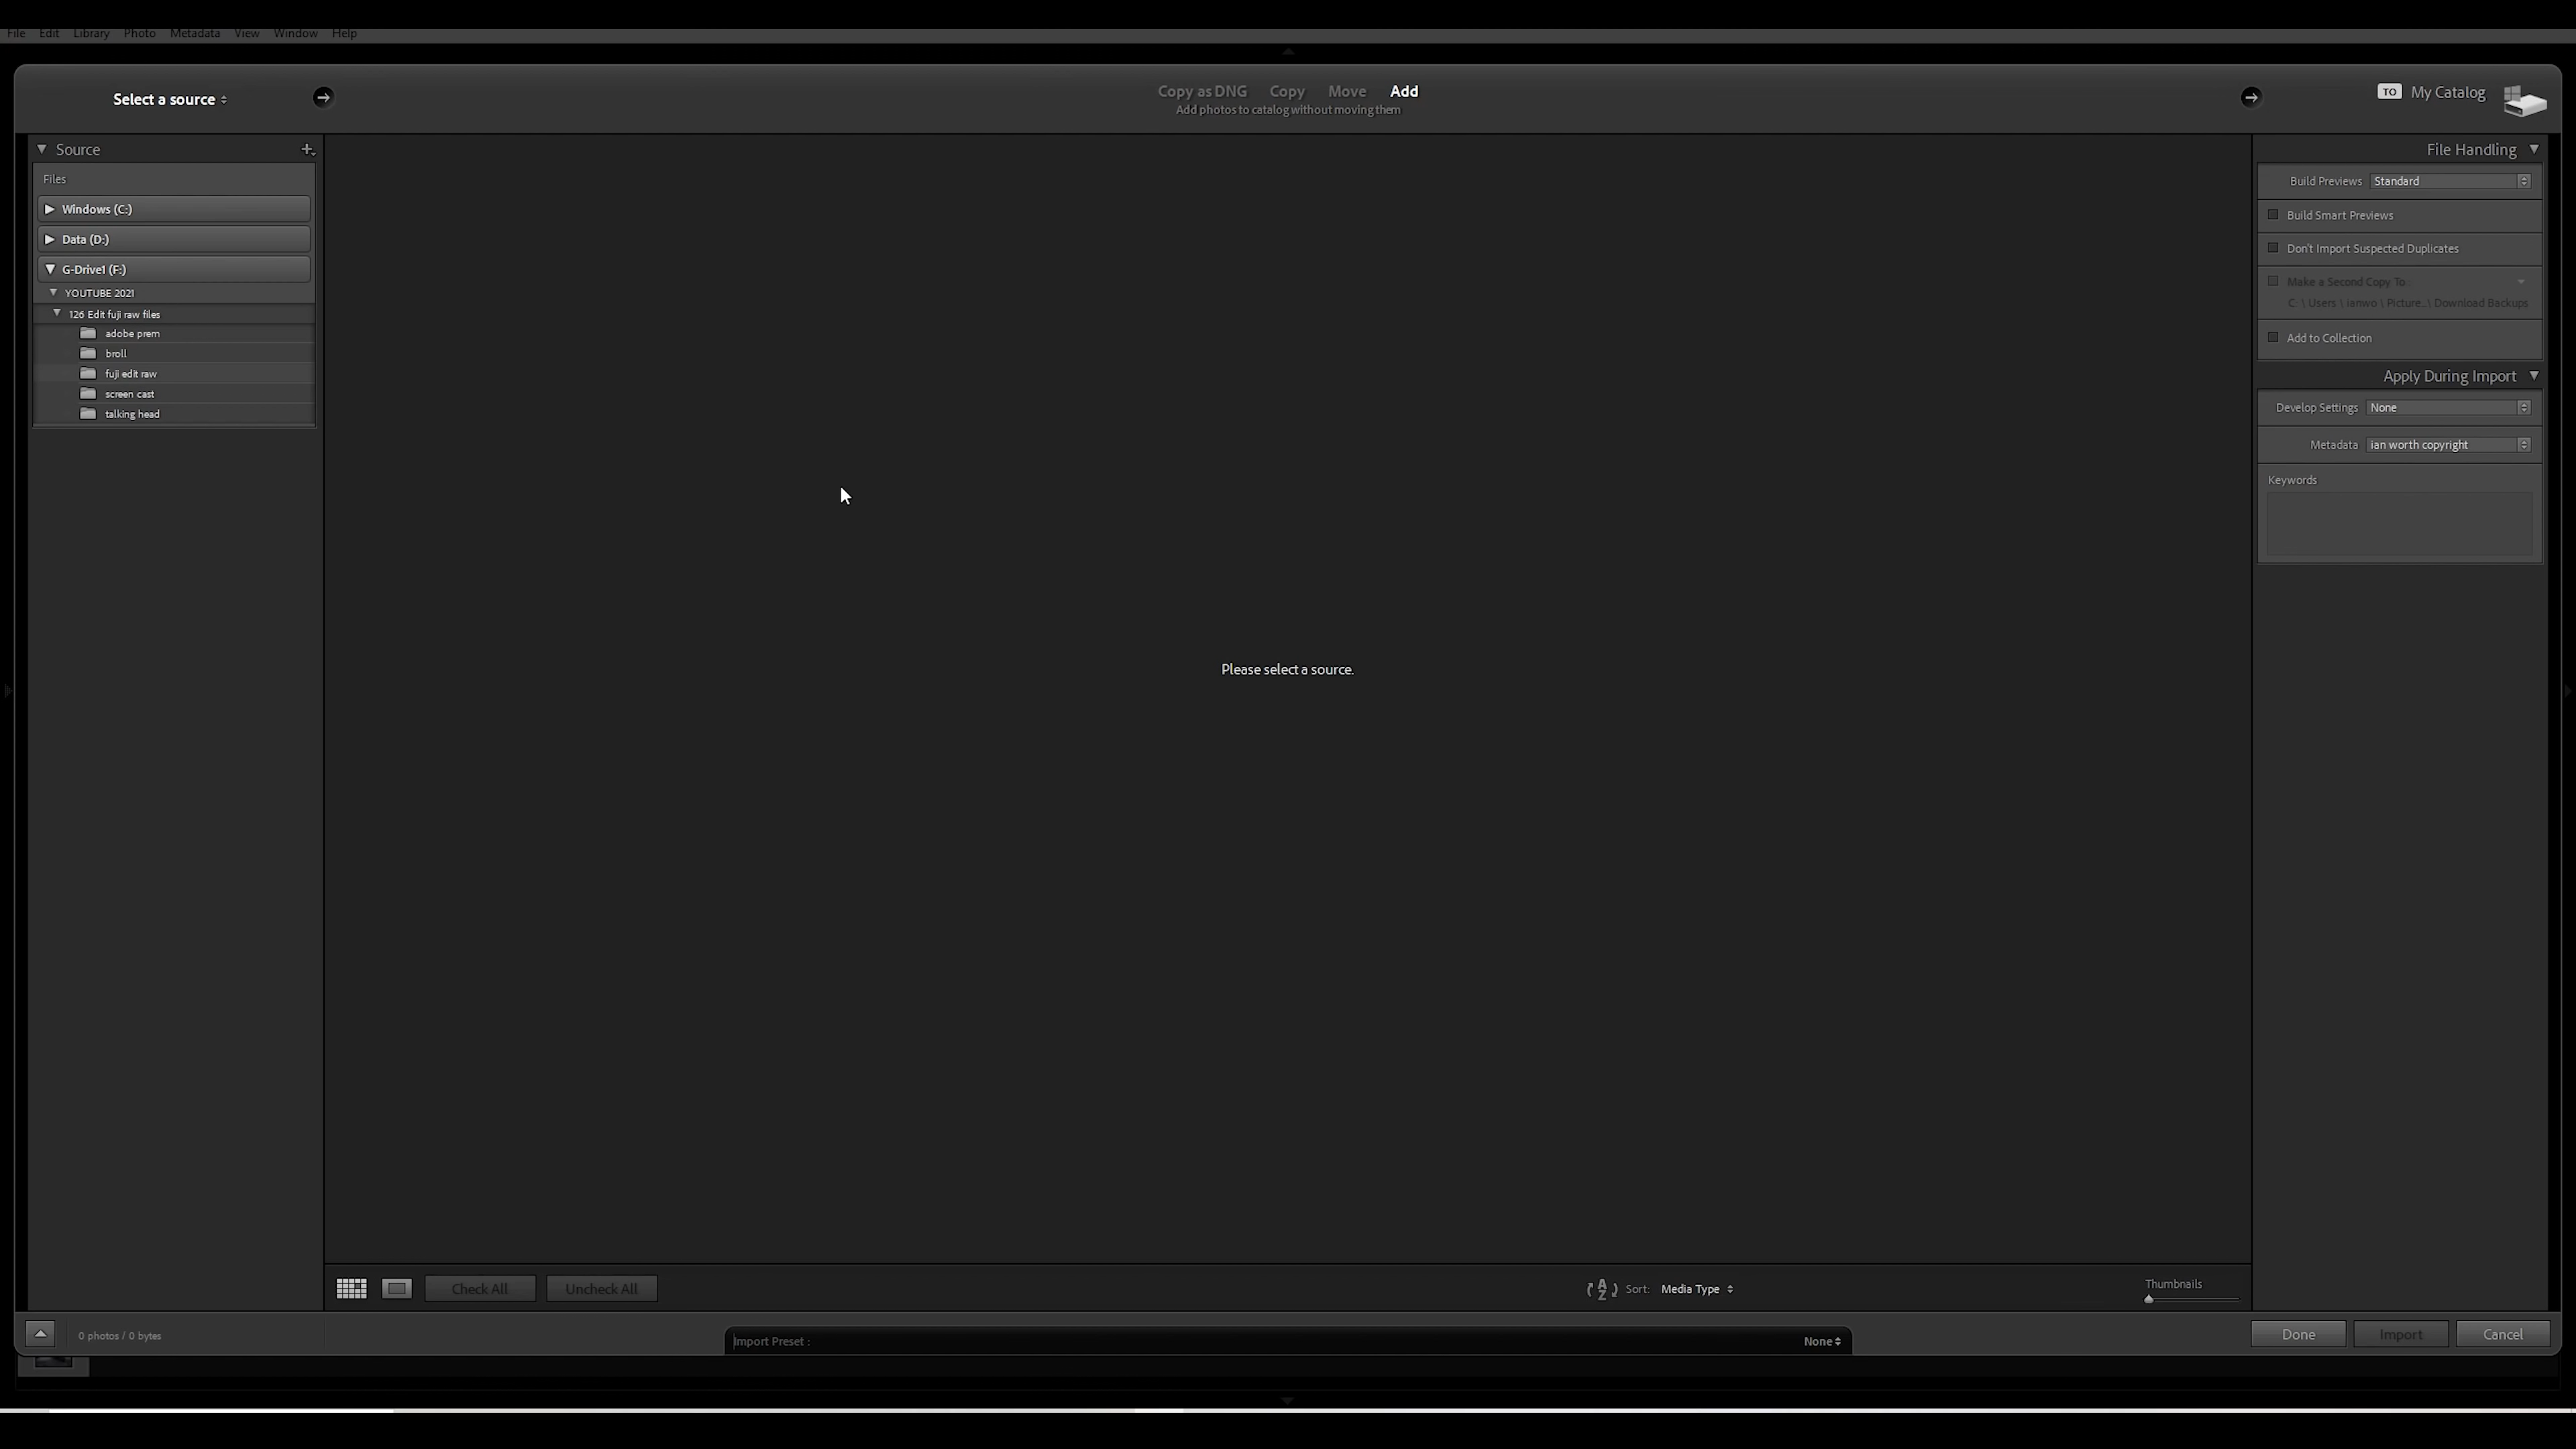 File Edit Library Photo Metadata View Window Help
Select a source
Copy as DNG Copy Move Add
Add photos to catalog without moving them
TO My Catalog
Source
Files
Windows (C:)
Data (D:)
G-Drive1 (F:)
YOUTUBE 2021
126 Edit fuji raw files
adobe prem
broll
fuji edit raw
screen cast
talking head
Please select a source.
File Handling
Build Previews Standard
Build Smart Previews
Don't Import Suspected Duplicates
Make a Second Copy To :
C: \ Users \ ianwo \ Picture...\ Download Backups
Add to Collection
Apply During Import
Develop Settings None
Metadata ian worth copyright
Keywords
Check All Uncheck All
Sort: Media Type
Thumbnails
0 photos / 0 bytes
Import Preset : None
Done Import Cancel